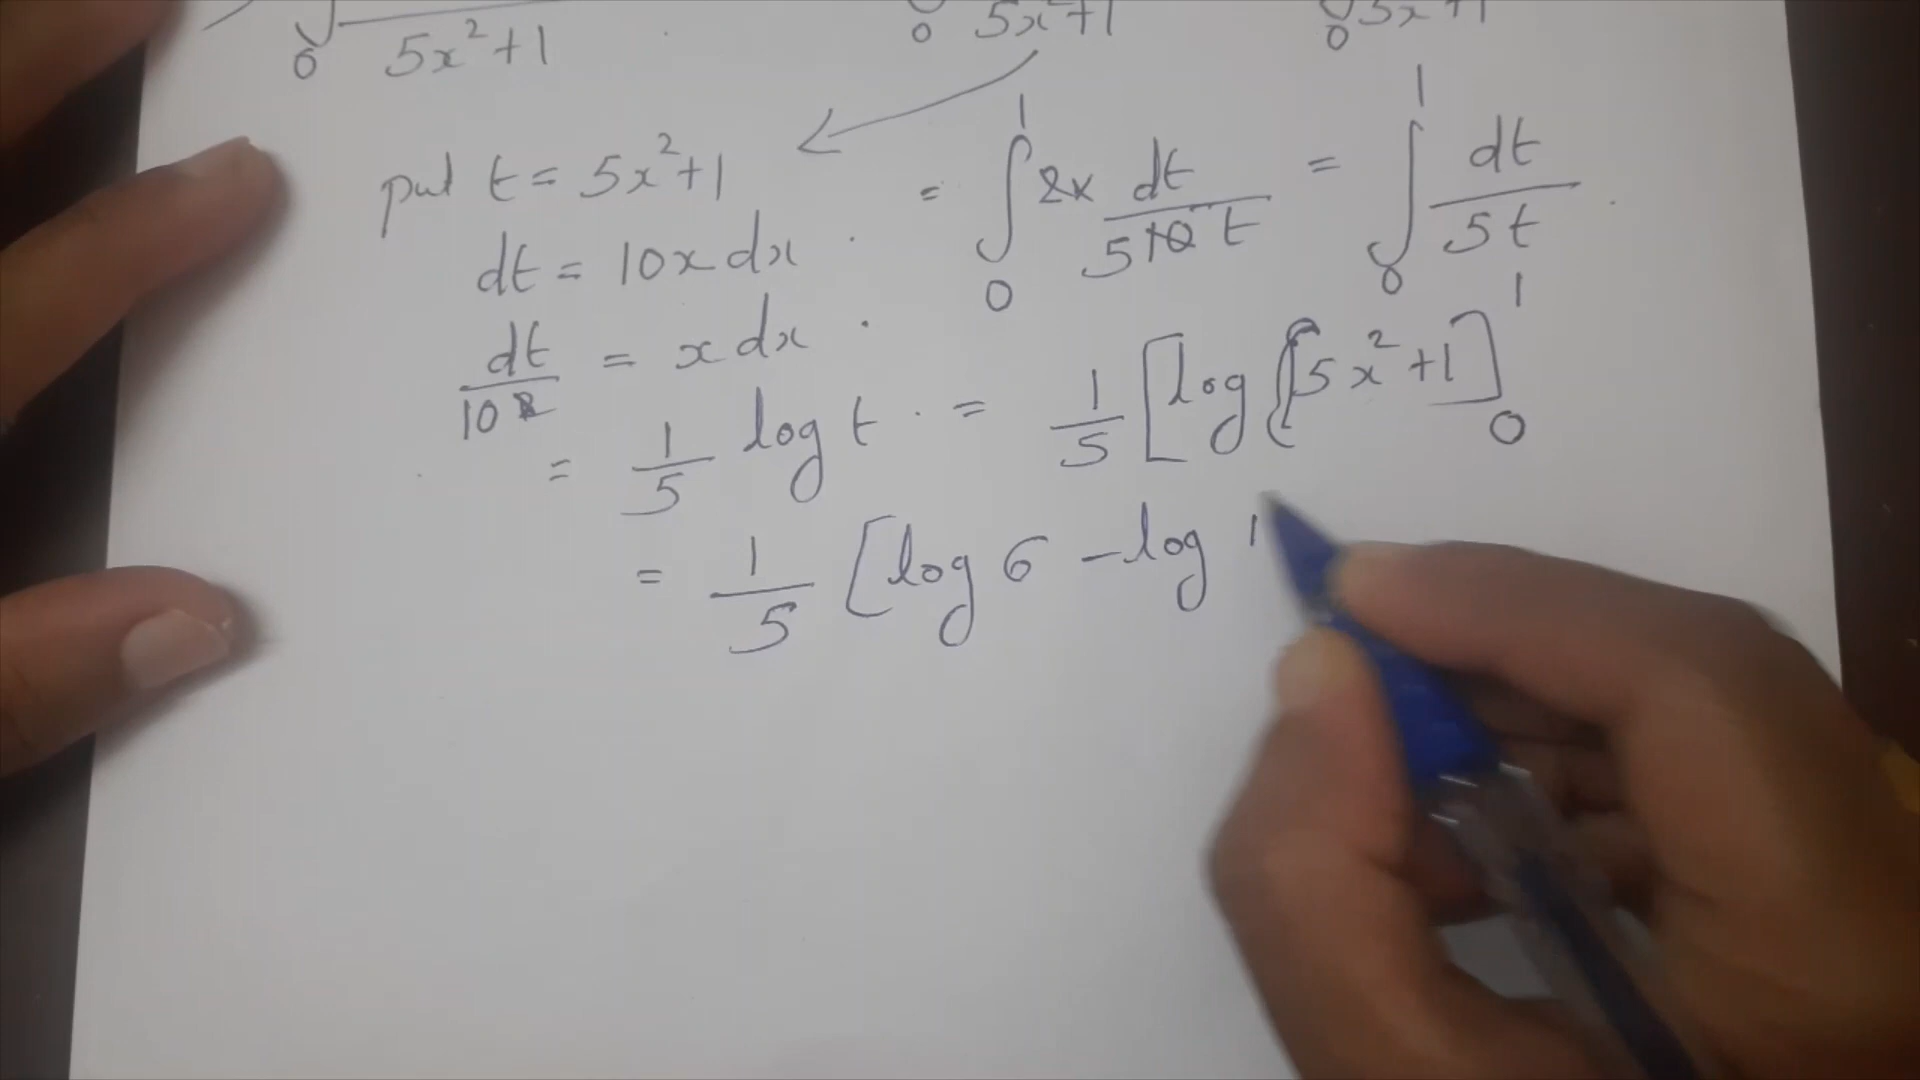 0 5x²+1 0 5x²+1 0 5x²+1
put t = 5x²+1 = ∫₀¹ 2x dt/510 t = ∫₀¹ dt/5t
dt = 10x dx
dt/10 = x dx
= 1/5 log t = 1/5 [log (5x²+1]₀¹
= 1/5 [log 6 - log 1